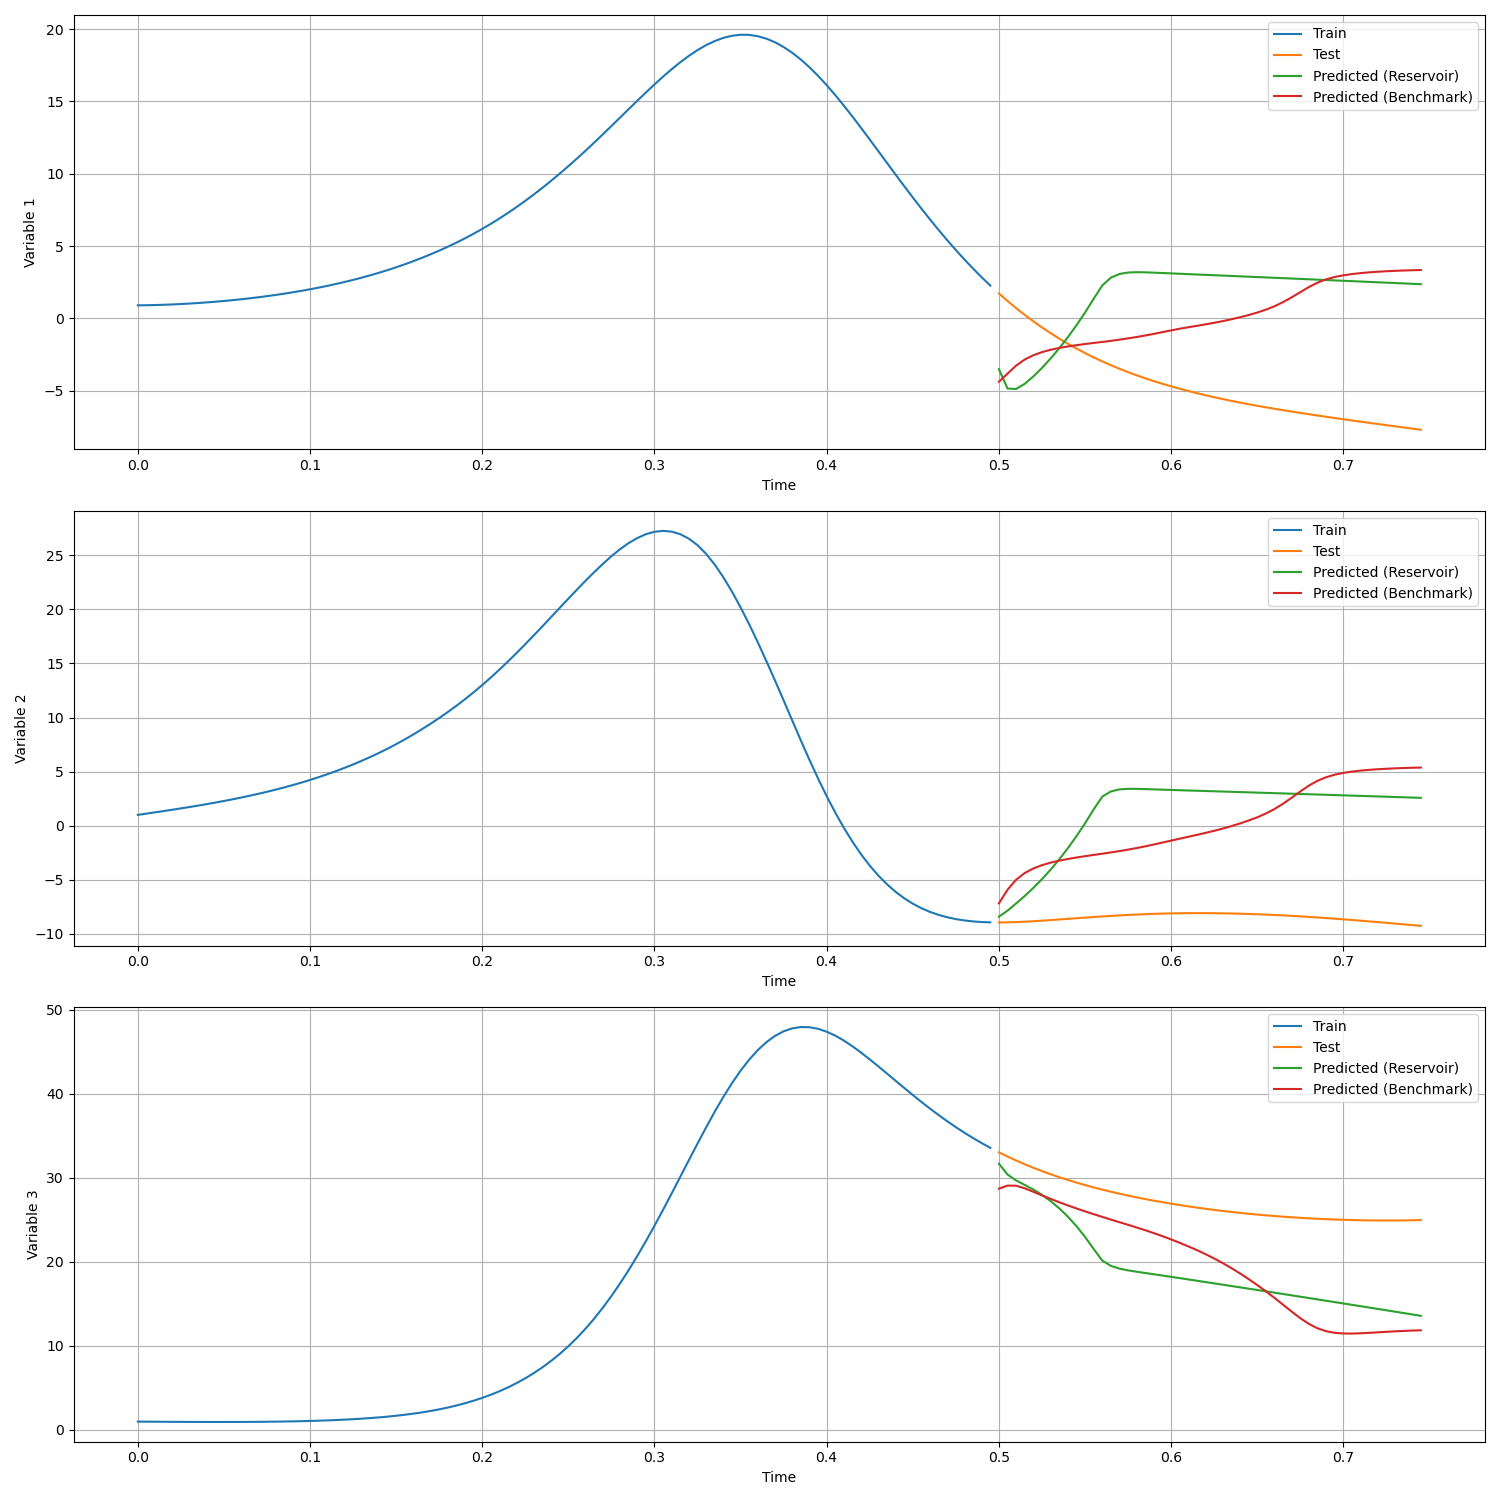 20
15
10
5
0
−5
Variable 1
Train
Test
Predicted (Reservoir)
Predicted (Benchmark)
0.0 0.1 0.2 0.3 0.4 0.5 0.6 0.7
Time
25
20
15
10
5
0
−5
−10
Variable 2
Train
Test
Predicted (Reservoir)
Predicted (Benchmark)
0.0 0.1 0.2 0.3 0.4 0.5 0.6 0.7
Time
50
40
30
20
10
0
Variable 3
Train
Test
Predicted (Reservoir)
Predicted (Benchmark)
0.0 0.1 0.2 0.3 0.4 0.5 0.6 0.7
Time